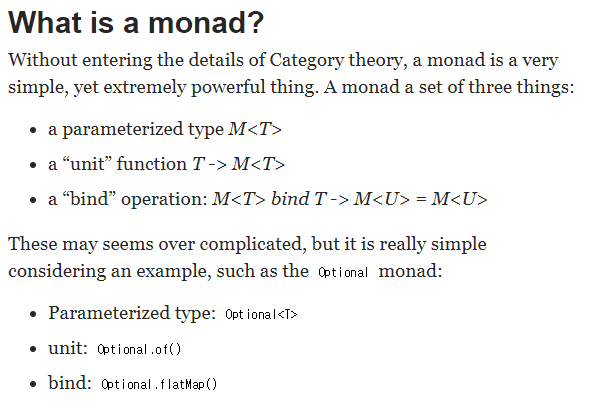 What is a monad?
Without entering the details of Category theory, a monad is a very
simple, yet extremely powerful thing. A monad a set of three things:
• a parameterized type M<T>
• a “unit” function T -> M<T>
• a “bind” operation: M<T> bind T -> M<U> = M<U>
These may seems over complicated, but it is really simple
considering an example, such as the Optional monad:
• Parameterized type: Optional<T>
• unit: Optional.of()
• bind: Optional.flatMap()